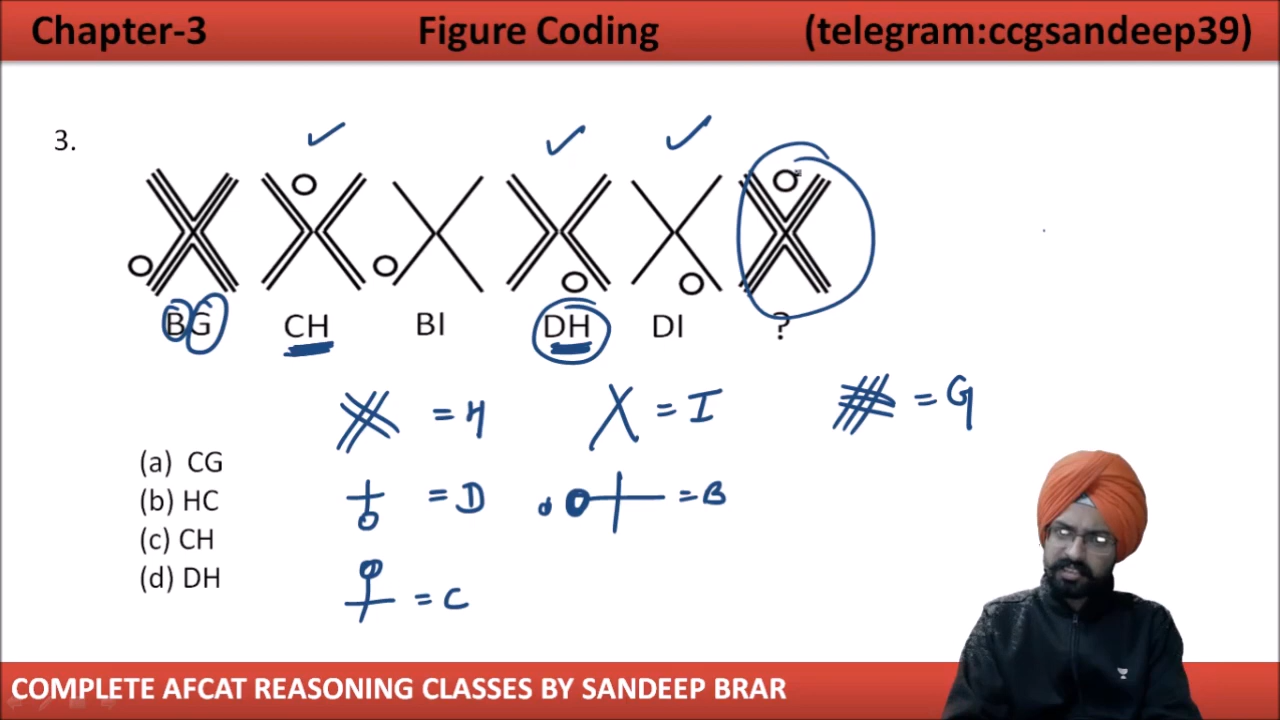 Chapter-3 Figure Coding (telegram:ccgsandeep39)
3.
BG CH BI DH DI ?
= H = I = G
(a) CG
(b) HC
= D = B
(c) CH
(d) DH
= C
COMPLETE AFCAT REASONING CLASSES BY SANDEEP BRAR